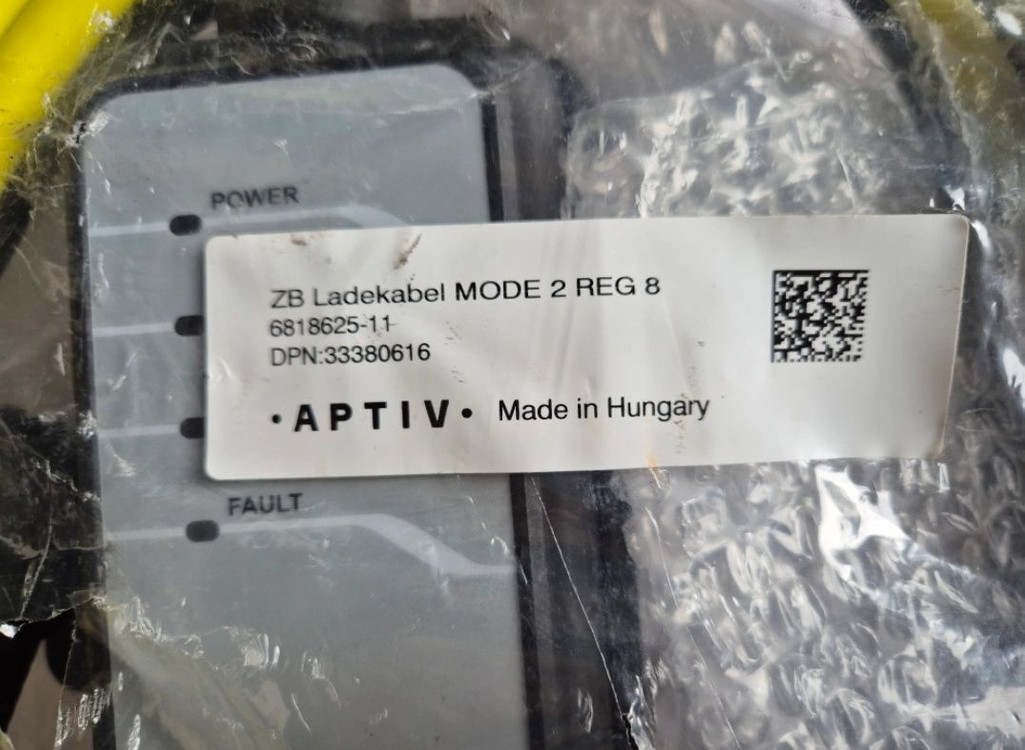 POWER
ZB Ladekabel MODE 2 REG 8
6818625-11
DPN:33380616
• APTIV • Made in Hungary
FAULT